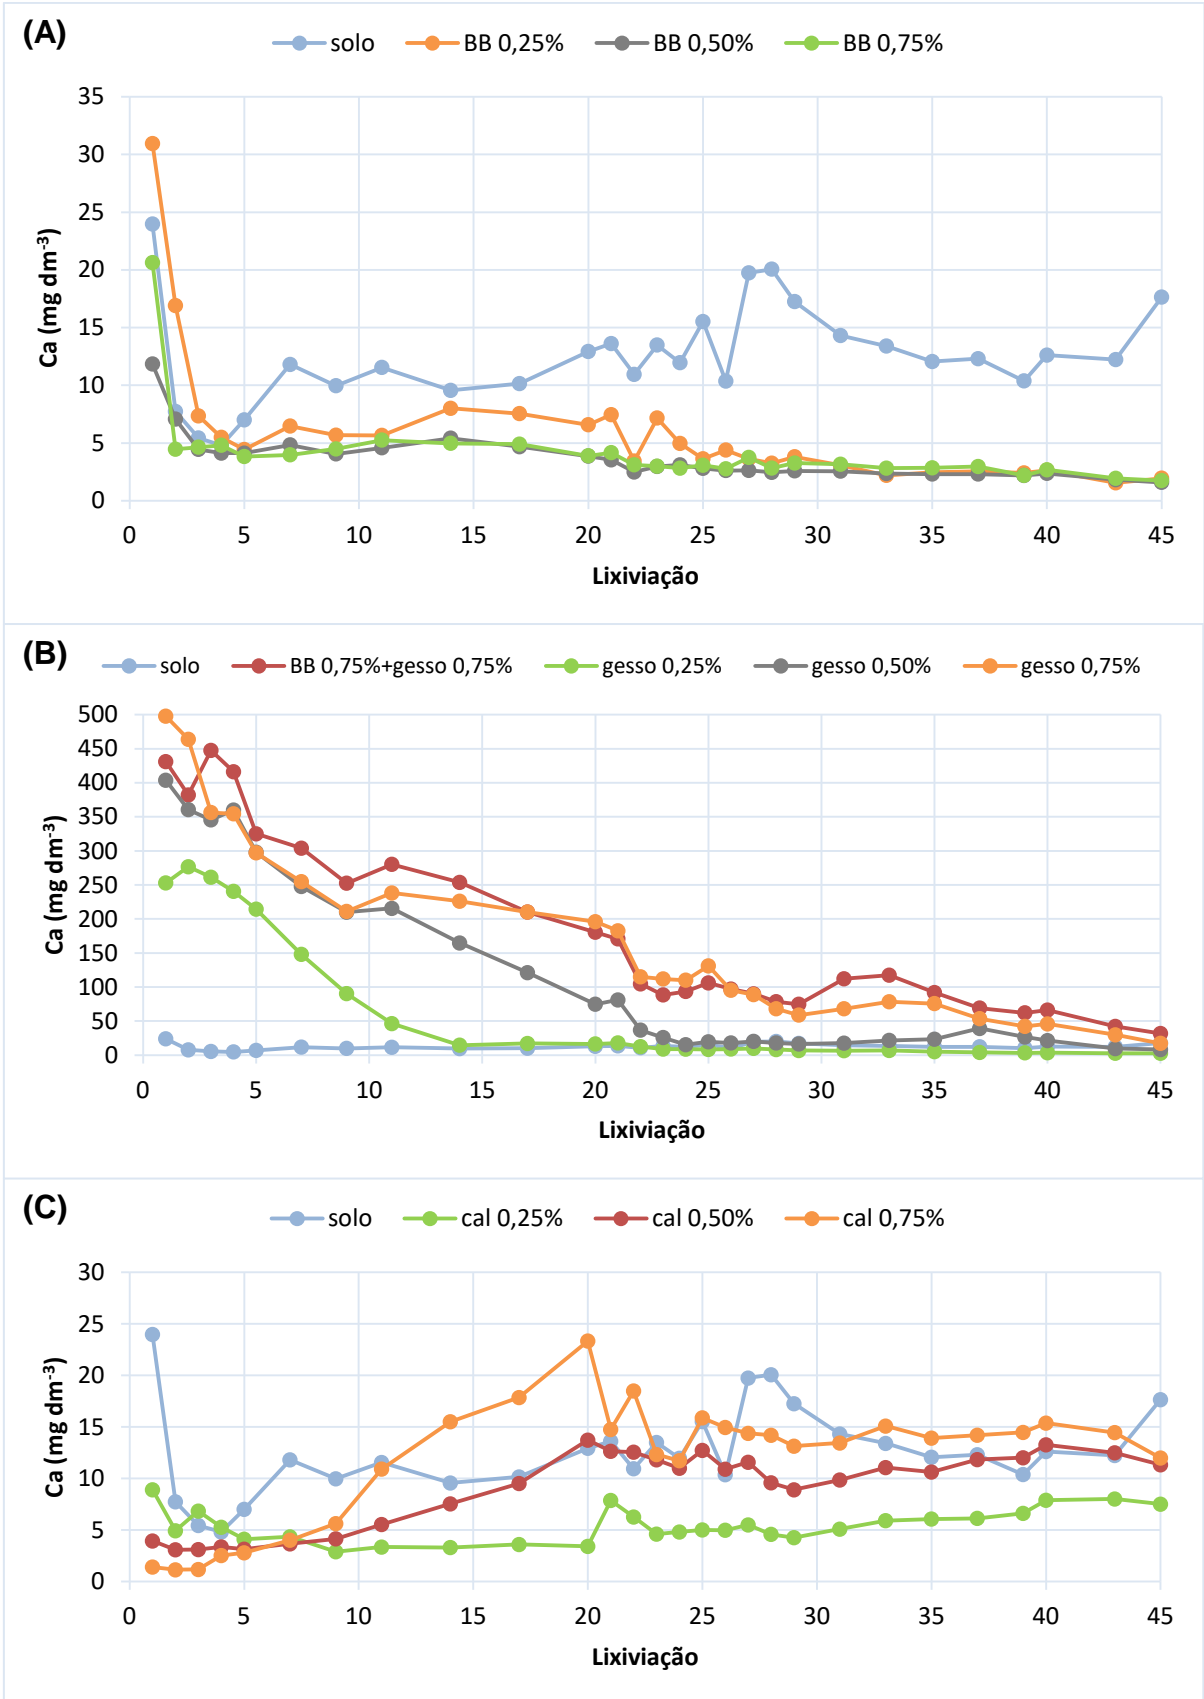 (A)
solo BB 0,25% BB 0,50% BB 0,75%
35
30
25
20
15
10
5
0
Ca (mg dm-3)
0 5 10 15 20 25 30 35 40 45
Lixiviação
(B)
solo BB 0,75%+gesso 0,75% gesso 0,25% gesso 0,50% gesso 0,75%
500
450
400
350
300
250
200
150
100
50
0
Ca (mg dm-3)
0 5 10 15 20 25 30 35 40 45
Lixiviação
(C)
solo cal 0,25% cal 0,50% cal 0,75%
30
25
20
15
10
5
0
Ca (mg dm-3)
0 5 10 15 20 25 30 35 40 45
Lixiviação